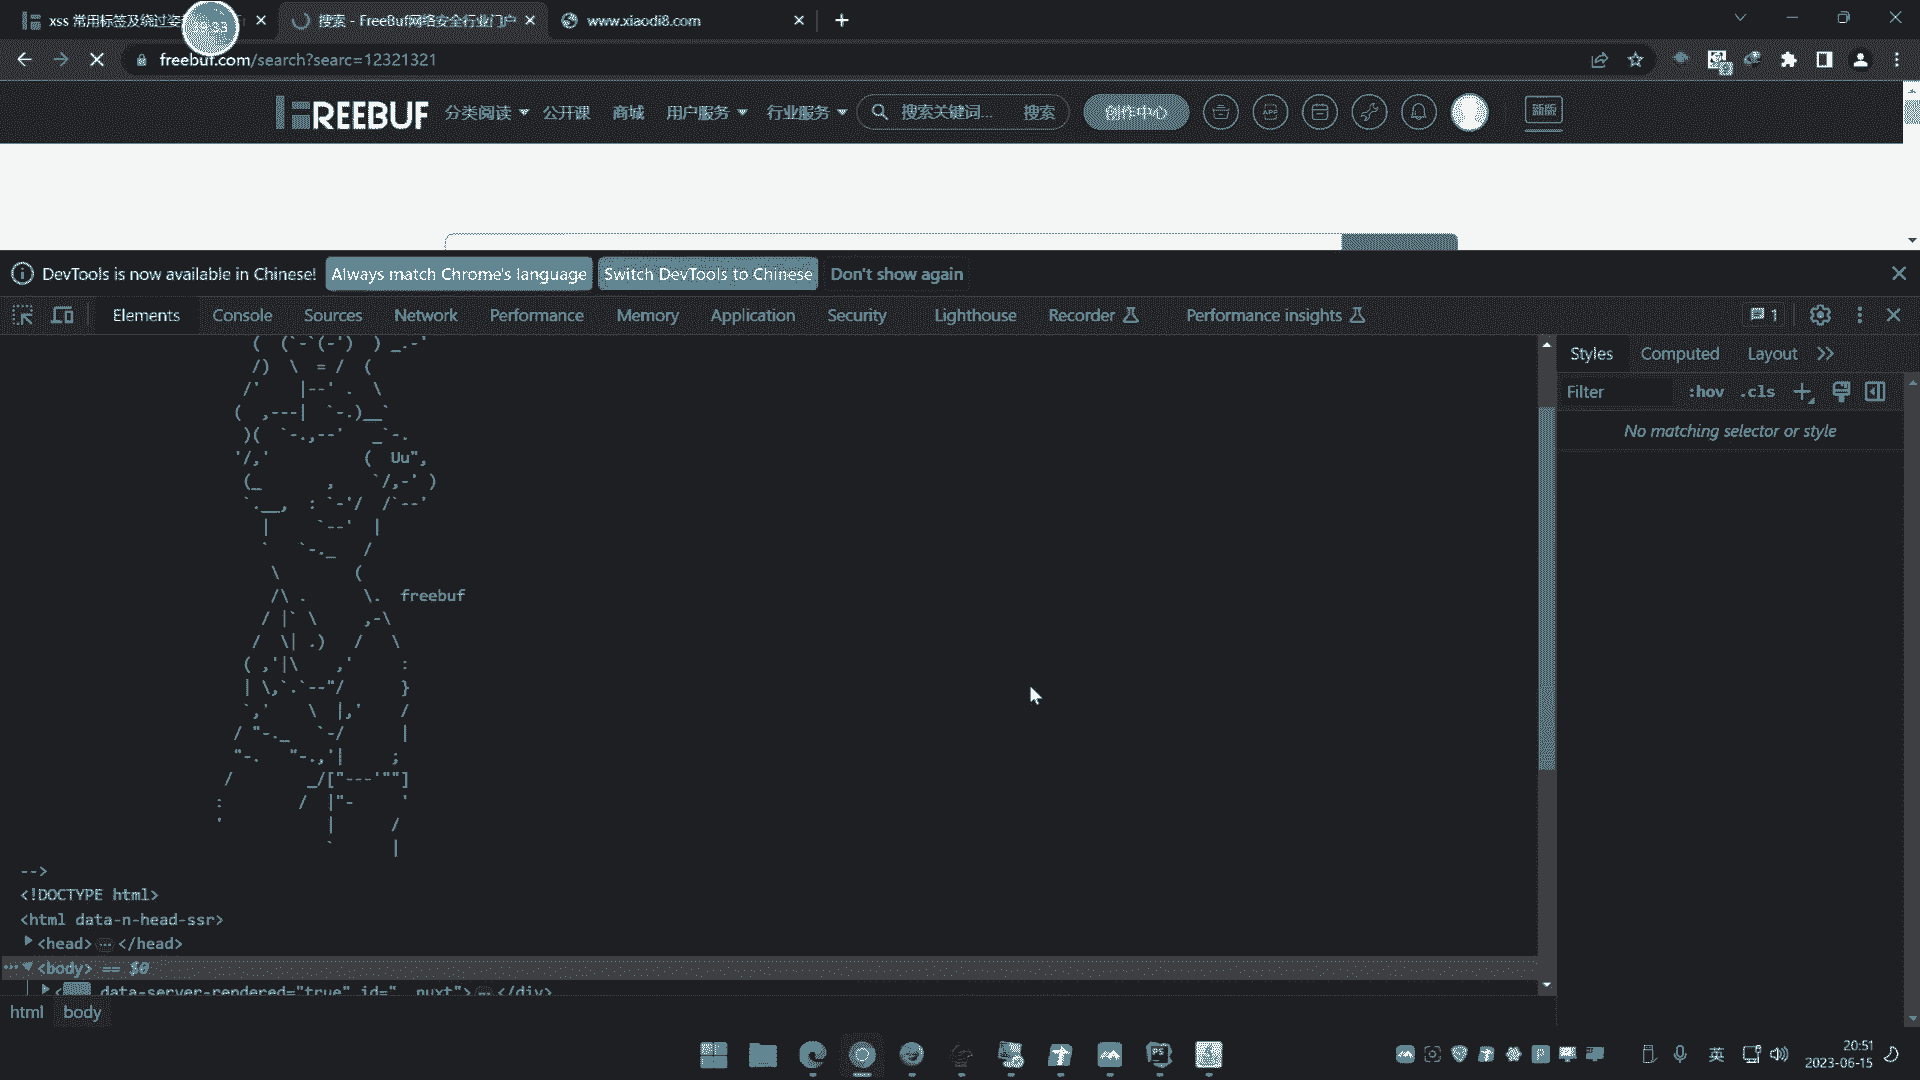 xss 常用标签及绕过姿
搜索 - FreeBuf网络安全行业门户
www.xiaodi8.com
freebuf.com/search?searc=12321321
REEBUF
分类阅读
公开课
商城
用户服务
行业服务
搜索关键词...
搜索
创作中心
DevTools is now available in Chinese!
Always match Chrome's language
Switch DevTools to Chinese
Don't show again
Elements
Console
Sources
Network
Performance
Memory
Application
Security
Lighthouse
Recorder
Performance insights
1
Styles
Computed
Layout
Filter
:hov
.cls
No matching selector or style
Uu",
freebuf
-->
<!DOCTYPE html>
<html data-n-head-ssr>
<head> … </head>
<body> == $0
data-server-rendered="true" id="__nuxt"> … </div>
html
body
英
20:51
2023-06-15